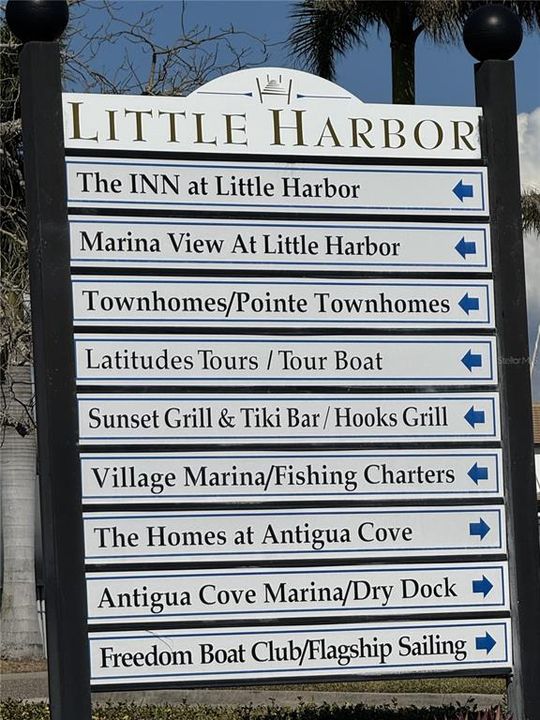 LITTLE HARBOR
The INN at Little Harbor
Marina View At Little Harbor
Townhomes/Pointe Townhomes
Latitudes Tours / Tour Boat
Sunset Grill & Tiki Bar / Hooks Grill
Village Marina/Fishing Charters
The Homes at Antigua Cove
Antigua Cove Marina/Dry Dock
Freedom Boat Club/Flagship Sailing
Stellar MLS